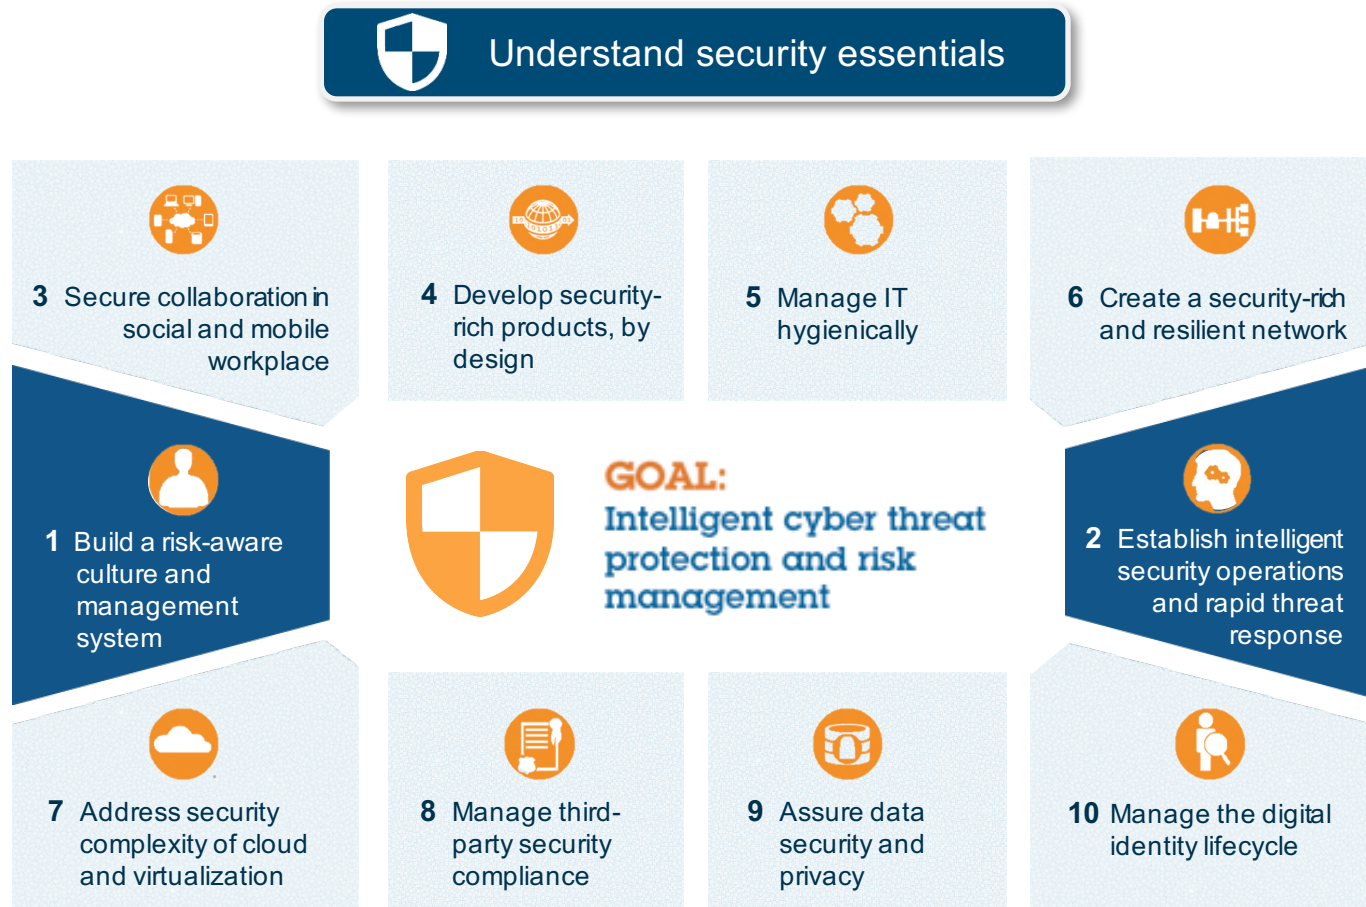 Understand security essentials
3 Secure collaboration in
social and mobile
workplace
4 Develop security-
rich products, by
design
5 Manage IT
hygienically
6 Create a security-rich
and resilient network
1 Build a risk-aware
culture and
management
system
GOAL:
Intelligent cyber threat
protection and risk
management
2 Establish intelligent
security operations
and rapid threat
response
7 Address security
complexity of cloud
and virtualization
8 Manage third-
party security
compliance
9 Assure data
security and
privacy
10 Manage the digital
identity lifecycle